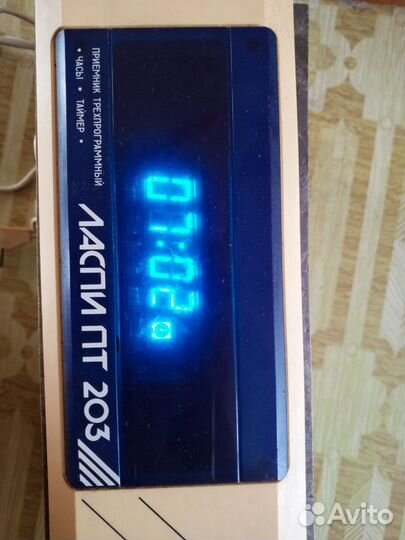 ПРИЕМНИК ТРЕХПРОГРАММНЫЙ
• ЧАСЫ • ТАЙМЕР •
07:02
ЛАСПИ ПТ 203
Avito